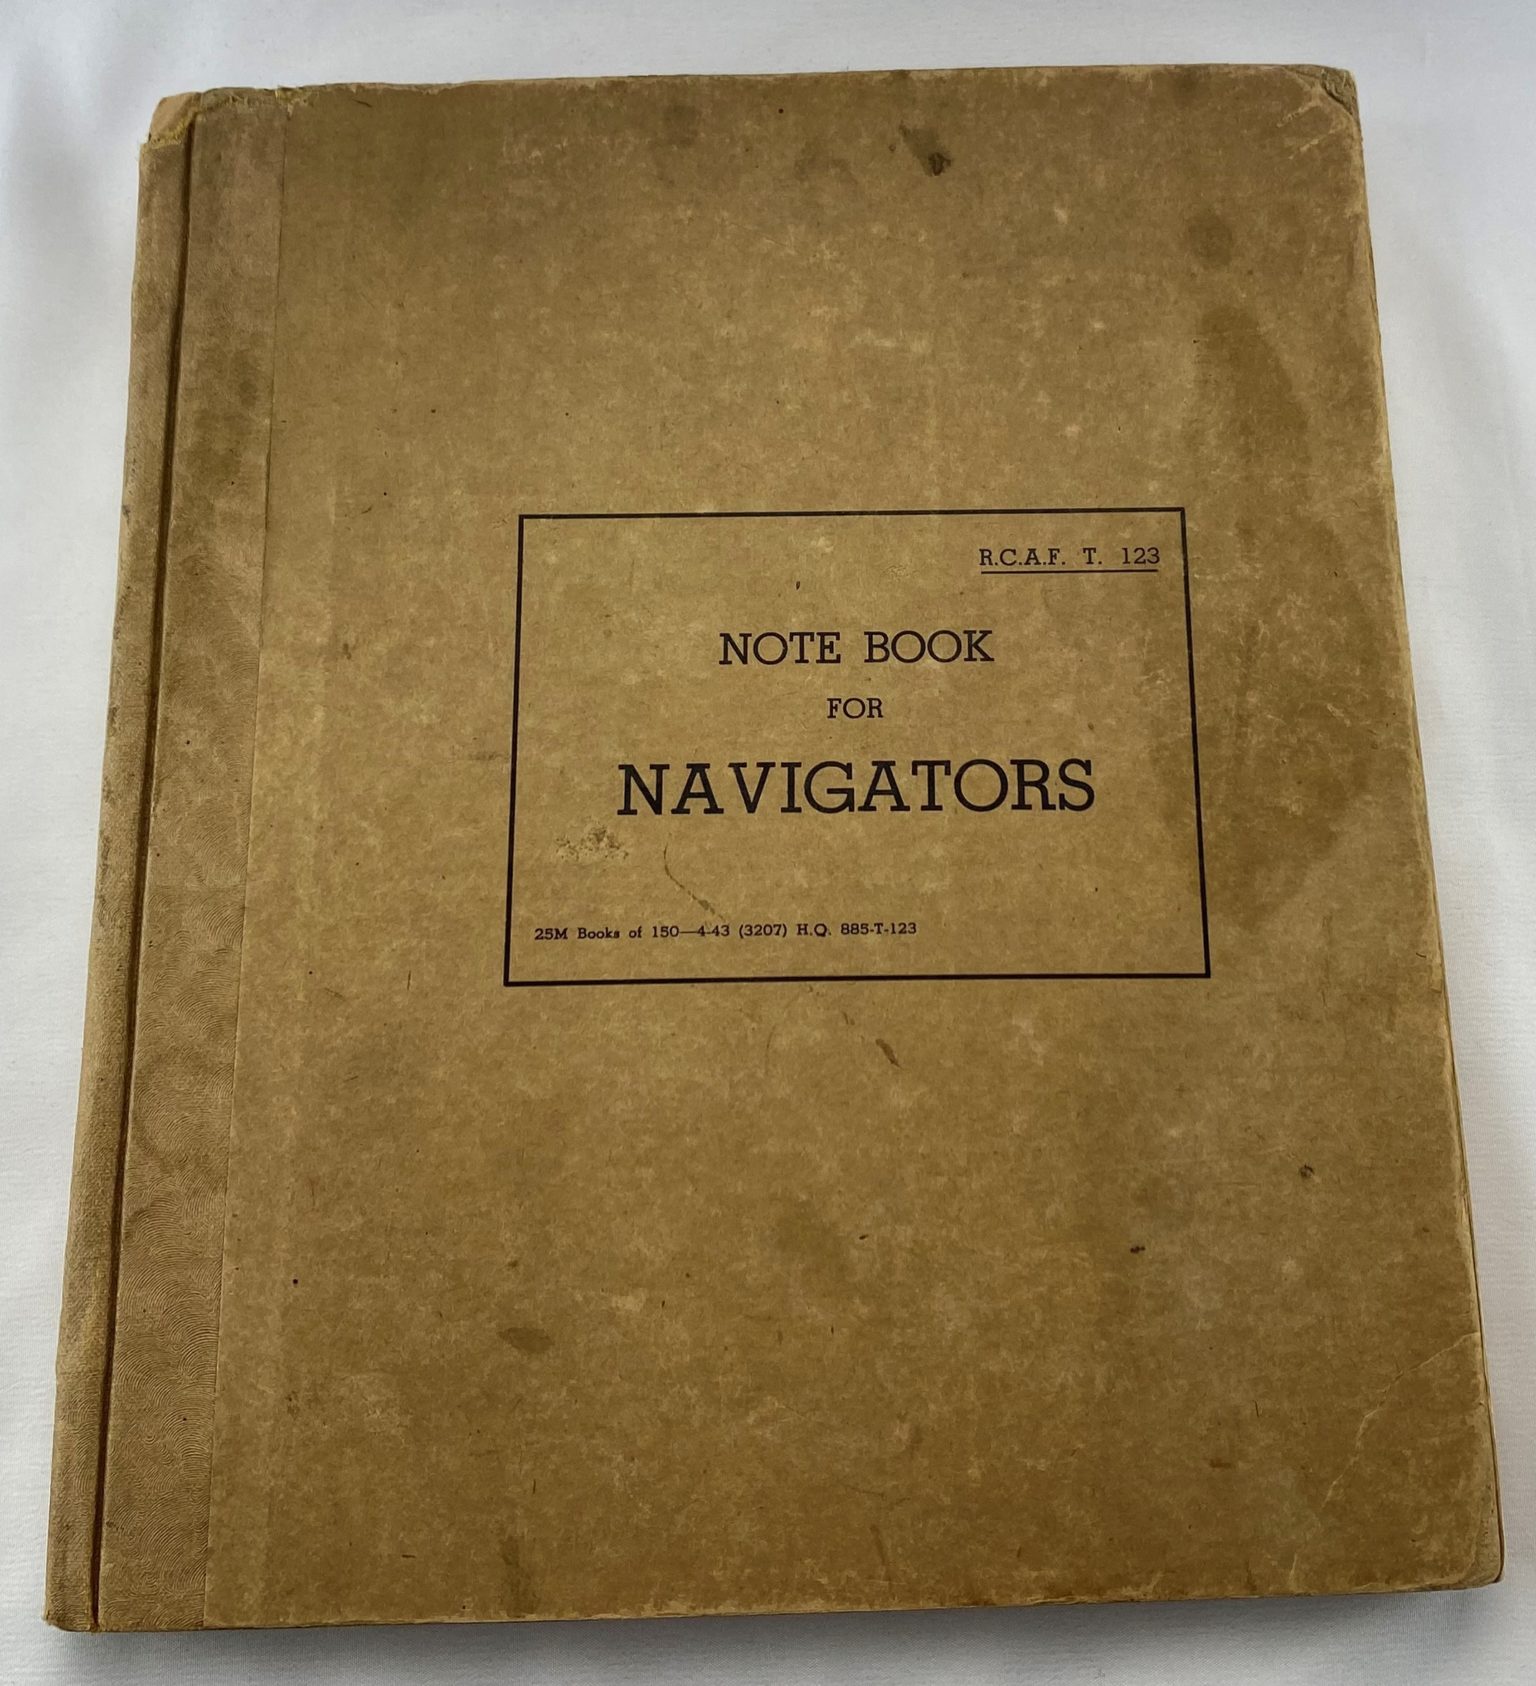 R.C.A.F. T. 123
NOTE BOOK
FOR
NAVIGATORS
25M Books of 150—4-43 (3207) H.Q. 885-T-123